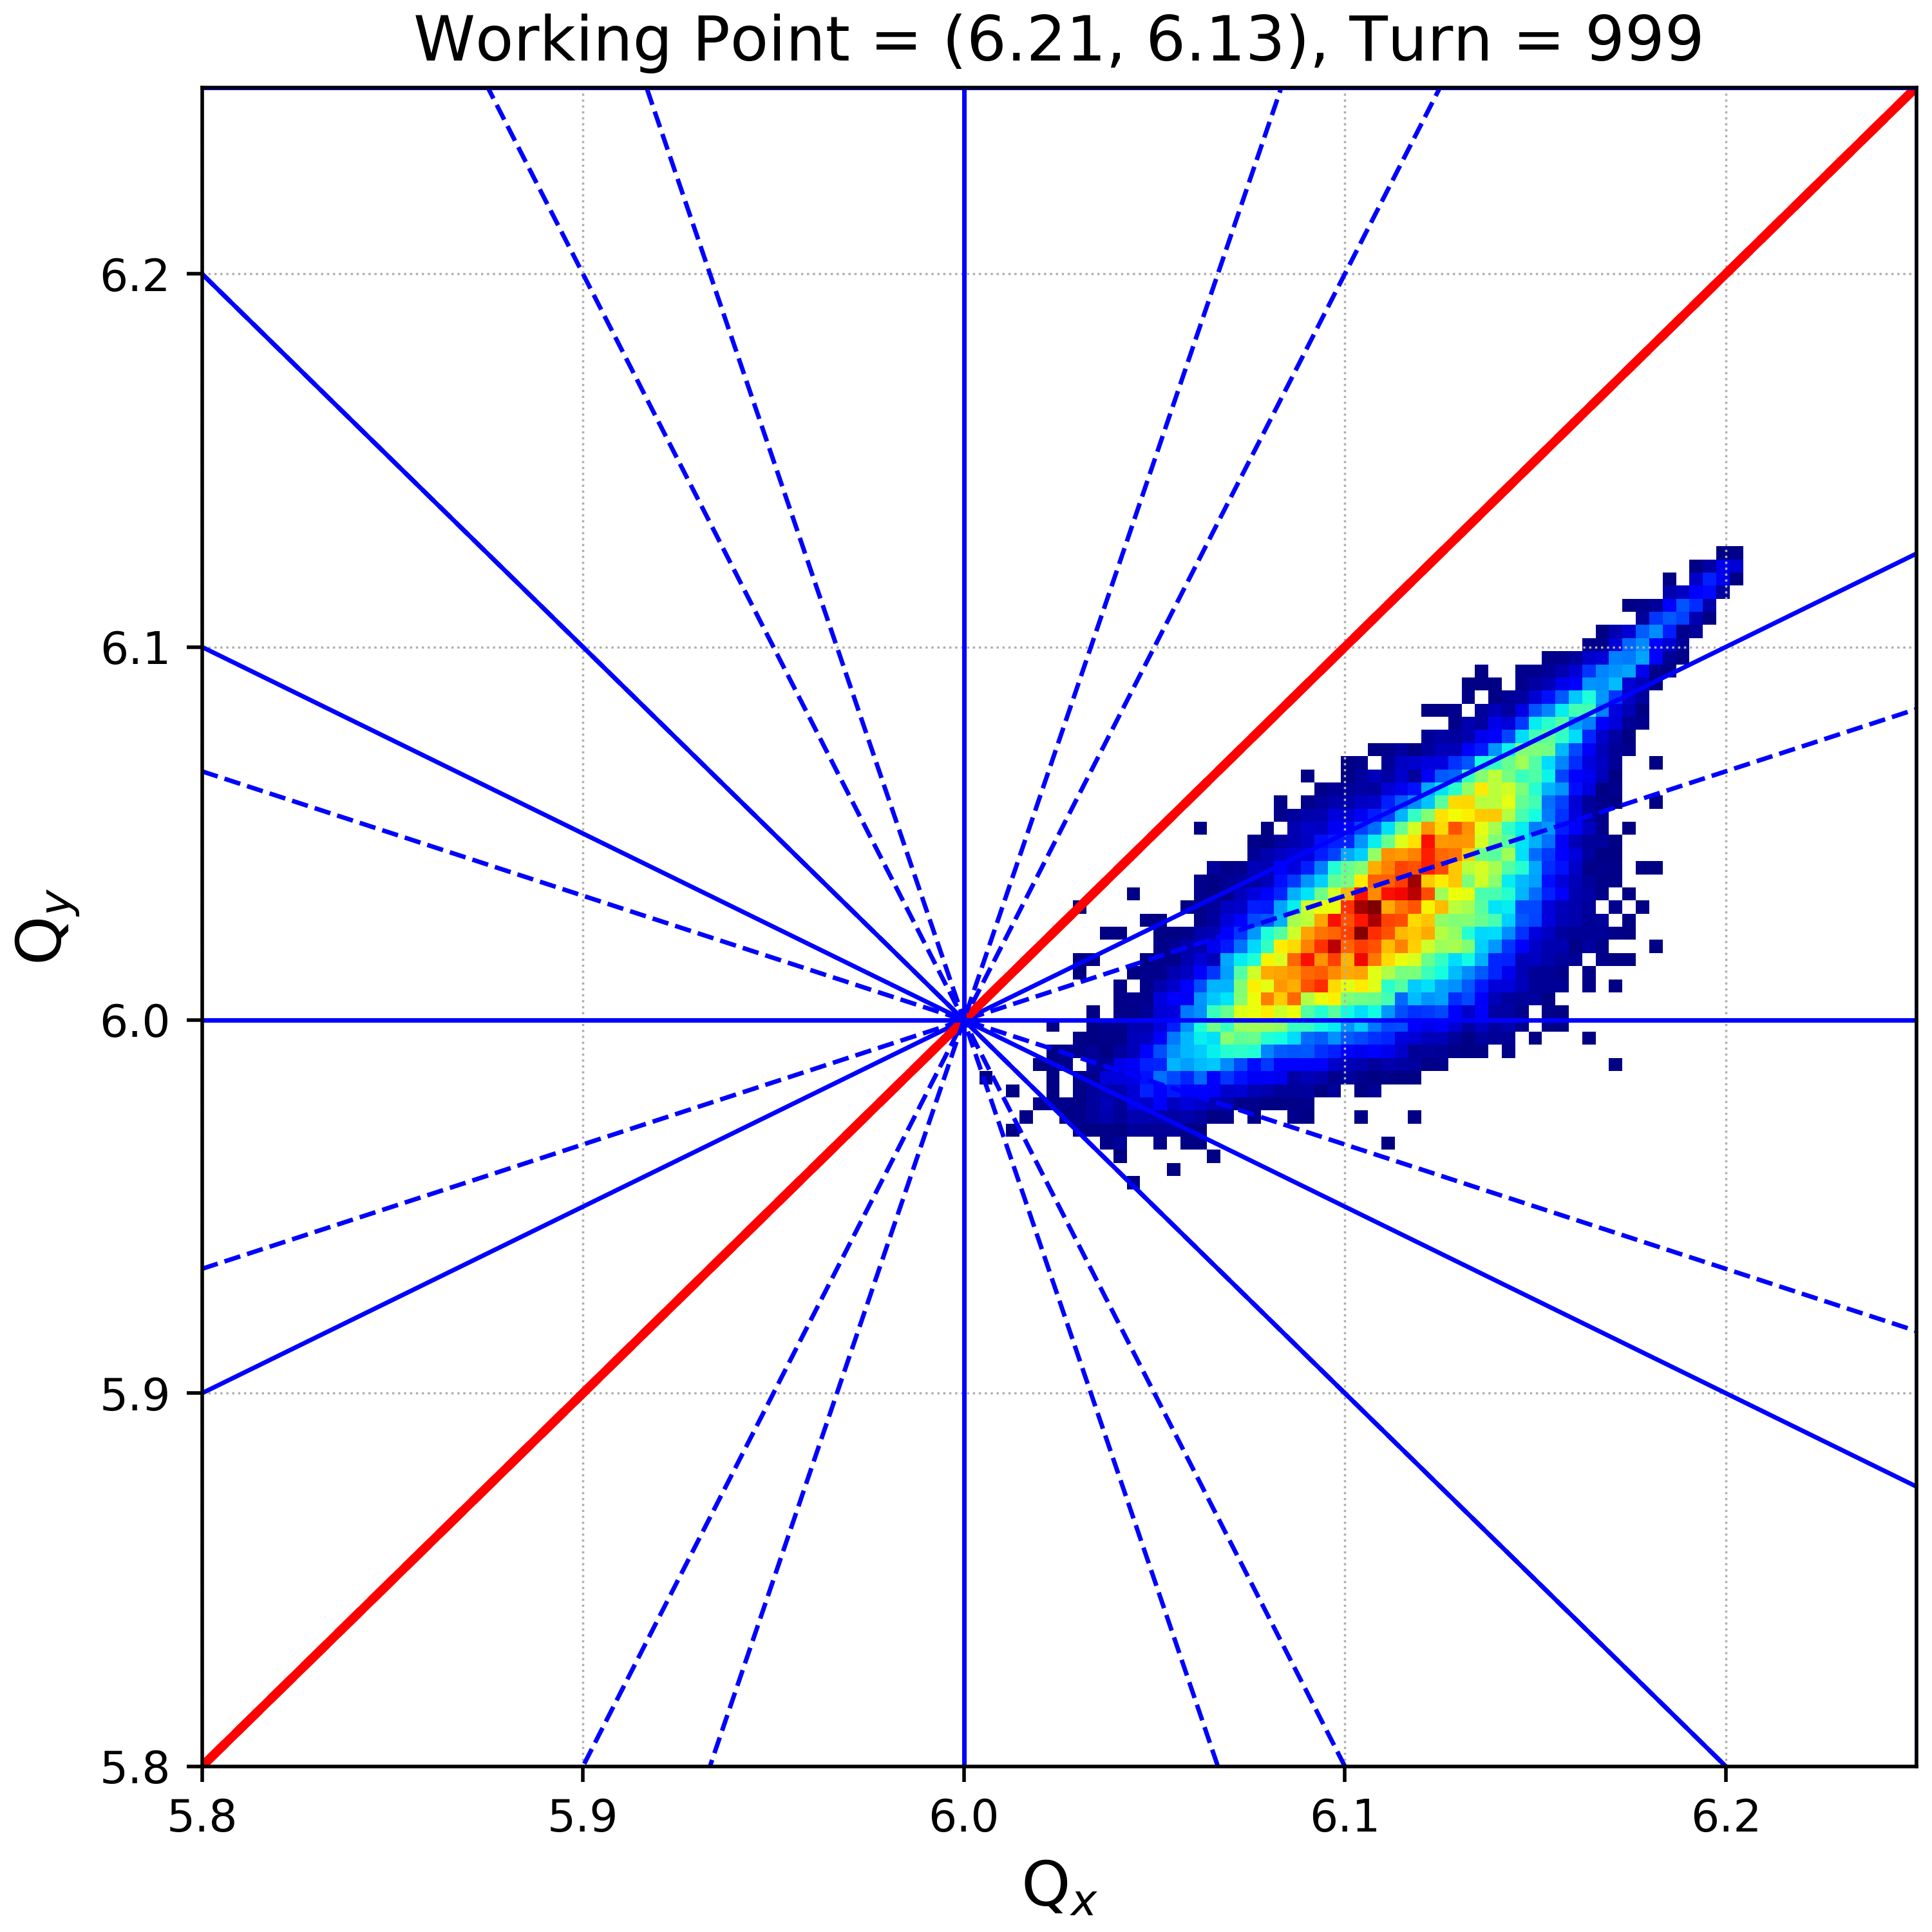 Working Point = (6.21, 6.13), Turn = 999
6.2
6.1
6.0
5.9
5.8
Qy
5.8 5.9 6.0 6.1 6.2
Qx